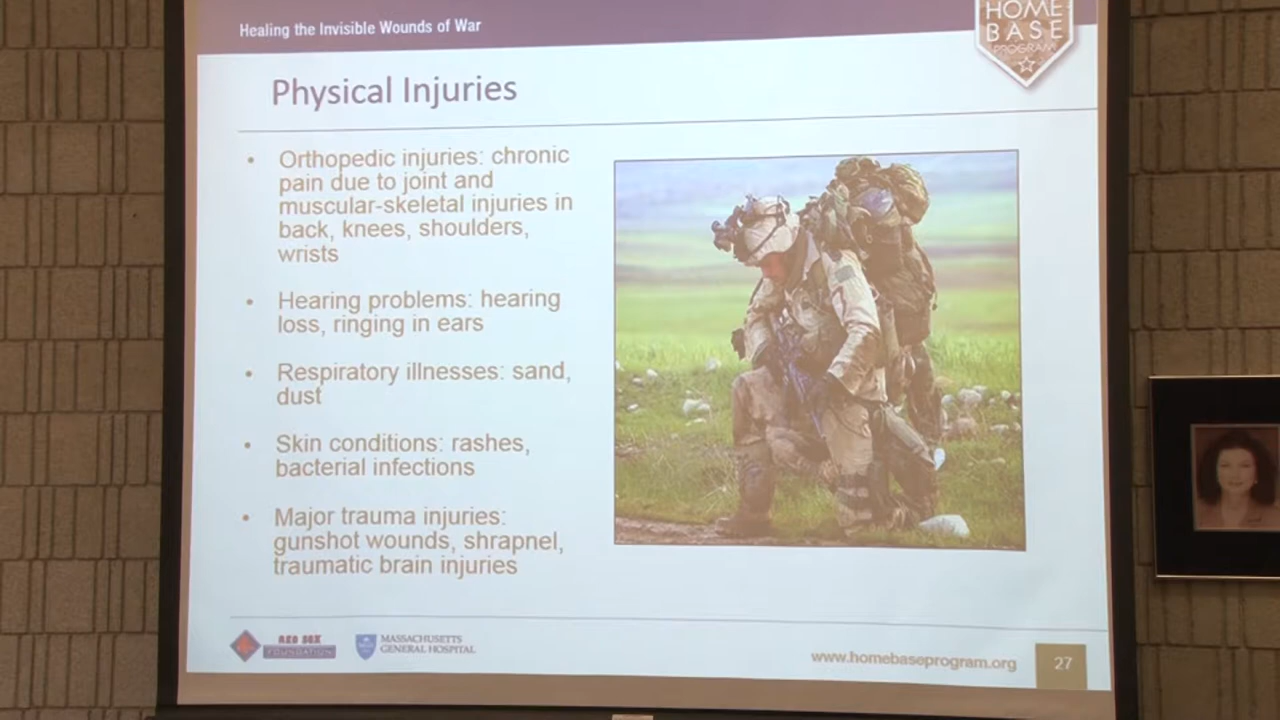 Healing the Invisible Wounds of War
HOME
BASE
PROGRAM
Physical Injuries
• Orthopedic injuries: chronic
pain due to joint and
muscular-skeletal injuries in
back, knees, shoulders,
wrists
• Hearing problems: hearing
loss, ringing in ears
• Respiratory illnesses: sand,
dust
• Skin conditions: rashes,
bacterial infections
• Major trauma injuries:
gunshot wounds, shrapnel,
traumatic brain injuries
RED SOX
FOUNDATION
MASSACHUSETTS
GENERAL HOSPITAL
www.homebaseprogram.org
27